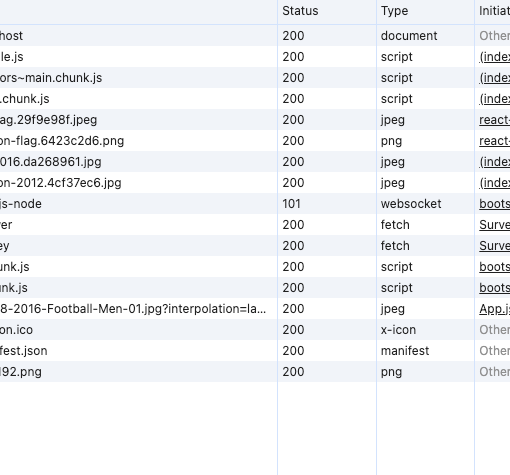 Status Type Initiat
host 200 document Other
le.js 200 script (index
ors~main.chunk.js 200 script (index
.chunk.js 200 script (index
ag.29f9e98f.jpeg 200 jpeg react-
on-flag.6423c2d6.png 200 png react-
016.da268961.jpg 200 jpeg (index
on-2012.4cf37ec6.jpg 200 jpeg (index
js-node 101 websocket boots
ver 200 fetch Surve
ey 200 fetch Surve
unk.js 200 script boots
nk.js 200 script boots
8-2016-Football-Men-01.jpg?interpolation=la... 200 jpeg App.js
on.ico 200 x-icon Other
fest.json 200 manifest Other
192.png 200 png Other